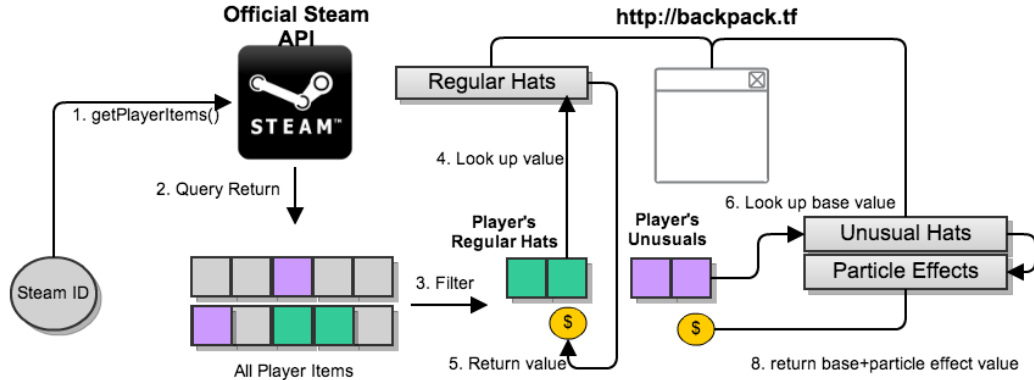 Official Steam
API
http://backpack.tf
STEAM™
Regular Hats
1. getPlayerItems()
4. Look up value
2. Query Return
6. Look up base value
Player's
Regular Hats
Player's
Unusuals
Unusual Hats
Particle Effects
Steam ID
3. Filter
$
$
5. Return value
8. return base+particle effect value
All Player Items